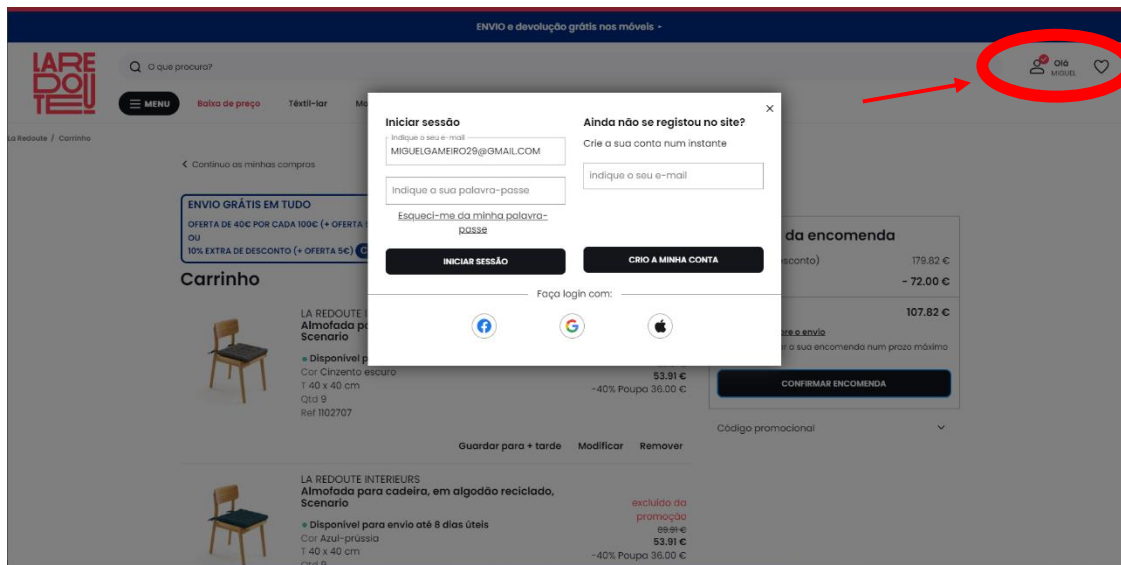 ENVIO e devolução grátis nos móveis -
LA REDOUTE
O que procura?
Olá
MIGUEL
MENU
Baixa de preço
Têxtil-lar
La Redoute / Carrinho
Continuo as minhas compras
Iniciar sessão
Indique o seu e-mail
MIGUELGAMEIRO29@GMAIL.COM
Indique a sua palavra-passe
Esqueci-me da minha palavra-
passe
INICIAR SESSÃO
Ainda não se registou no site?
Crie a sua conta num instante
indique o seu e-mail
CRIO A MINHA CONTA
Faça login com:
ENVIO GRÁTIS EM TUDO
OFERTA DE 40€ POR CADA 100€ (+ OFERTA
OU
10% EXTRA DE DESCONTO (+ OFERTA 5€)
Carrinho
LA REDOUTE
Almofada
Scenario
Disponível
Cor Cinzento escuro
T 40 x 40 cm
Qtd 9
Ref 1102707
53.91 €
-40% Poupa 36.00 €
Guardar para + tarde Modificar Remover
LA REDOUTE INTERIEURS
Almofada para cadeira, em algodão reciclado,
Scenario
Disponível para envio até 8 dias úteis
Cor Azul-prússia
T 40 x 40 cm
Qtd 9
excluído da
promoção
89.91 €
53.91 €
-40% Poupa 36.00 €
da encomenda
179.82 €
- 72.00 €
107.82 €
o envio
a sua encomenda num prazo máximo
CONFIRMAR ENCOMENDA
Código promocional